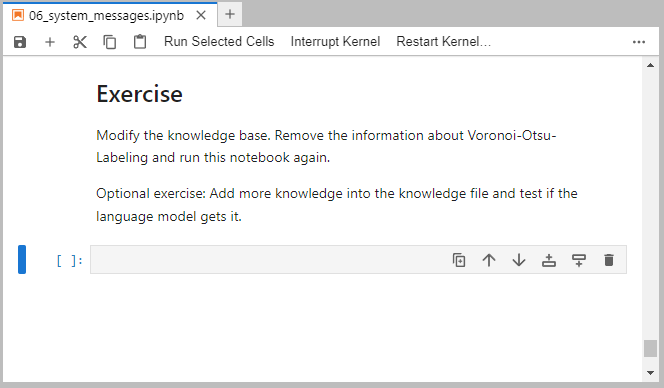 06_system_messages.ipynb
Run Selected Cells Interrupt Kernel Restart Kernel…
Exercise
Modify the knowledge base. Remove the information about Voronoi-Otsu-
Labeling and run this notebook again.
Optional exercise: Add more knowledge into the knowledge file and test if the
language model gets it.
[ ]: